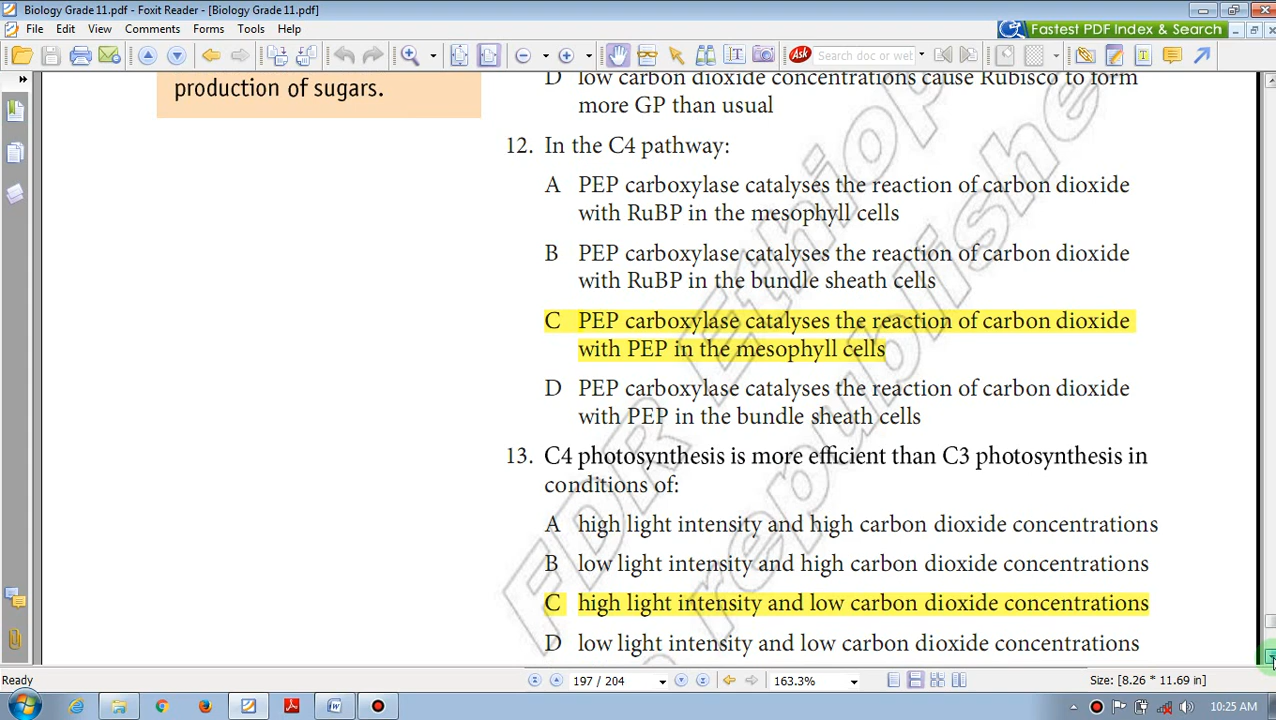 Biology Grade 11.pdf - Foxit Reader - [Biology Grade 11.pdf]
File Edit View Comments Forms Tools Help
Fastest PDF Index & Search
Ask Search doc or wet
production of sugars.
D low carbon dioxide concentrations cause Rubisco to form
more GP than usual
12. In the C4 pathway:
A PEP carboxylase catalyses the reaction of carbon dioxide
with RuBP in the mesophyll cells
B PEP carboxylase catalyses the reaction of carbon dioxide
with RuBP in the bundle sheath cells
C PEP carboxylase catalyses the reaction of carbon dioxide
with PEP in the mesophyll cells
D PEP carboxylase catalyses the reaction of carbon dioxide
with PEP in the bundle sheath cells
13. C4 photosynthesis is more efficient than C3 photosynthesis in
conditions of:
A high light intensity and high carbon dioxide concentrations
B low light intensity and high carbon dioxide concentrations
C high light intensity and low carbon dioxide concentrations
D low light intensity and low carbon dioxide concentrations
FDR Ethiop
republishe
Ready 197 / 204 163.3% Size: [8.26 * 11.69 in]
10:25 AM